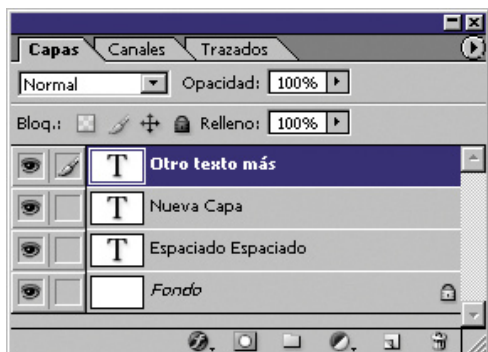 Capas Canales Trazados
Normal Opacidad: 100%
Bloq.: Relleno: 100%
T Otro texto más
T Nueva Capa
T Espaciado Espaciado
Fondo